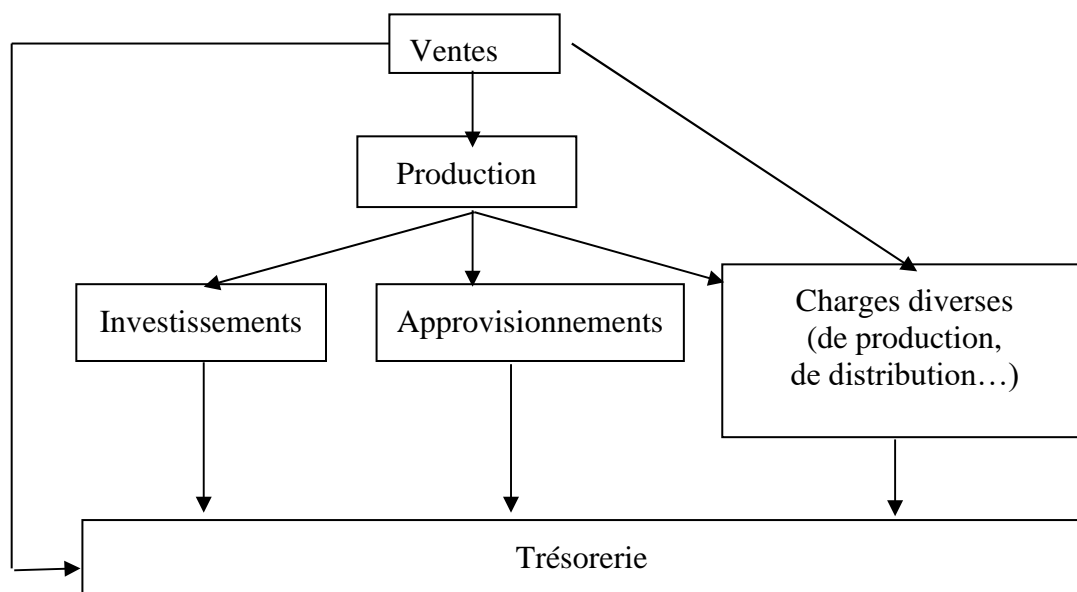 Ventes
Production
Investissements
Approvisionnements
Charges diverses
(de production,
de distribution…)
Trésorerie